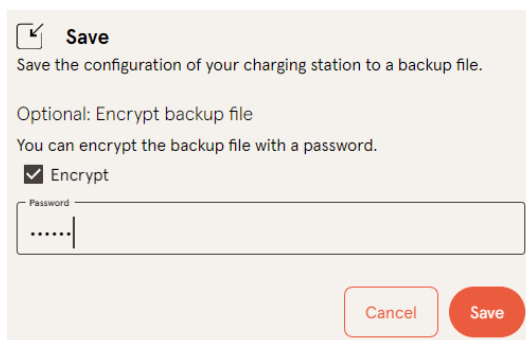 Save
Save the configuration of your charging station to a backup file.
Optional: Encrypt backup file
You can encrypt the backup file with a password.
Encrypt
Password
······
Cancel Save